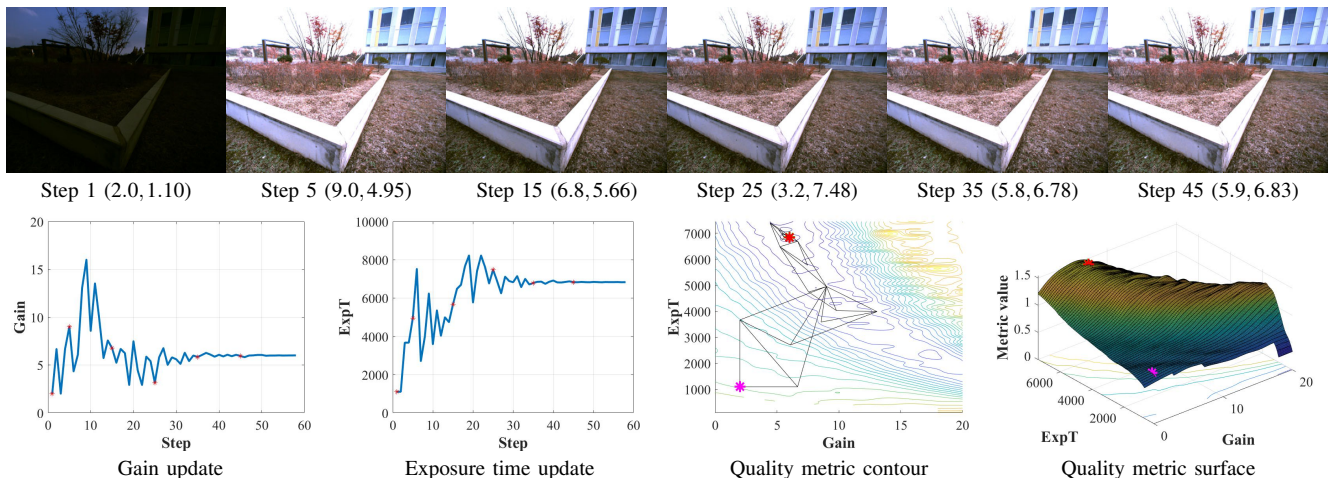 Step 1 (2.0, 1.10) Step 5 (9.0, 4.95) Step 15 (6.8, 5.66) Step 25 (3.2, 7.48) Step 35 (5.8, 6.78) Step 45 (5.9, 6.83)
20
15
10
5
0
Gain
0 10 20 30 40 50 60
Step
Gain update
10000
8000
6000
4000
2000
0
ExpT
0 10 20 30 40 50 60
Step
Exposure time update
7000
6000
5000
4000
3000
2000
1000
ExpT
0 5 10 15 20
Gain
Quality metric contour
1.5
1
0.5
0
Metric value
6000
4000
2000
0
10
20
ExpT
Gain
Quality metric surface